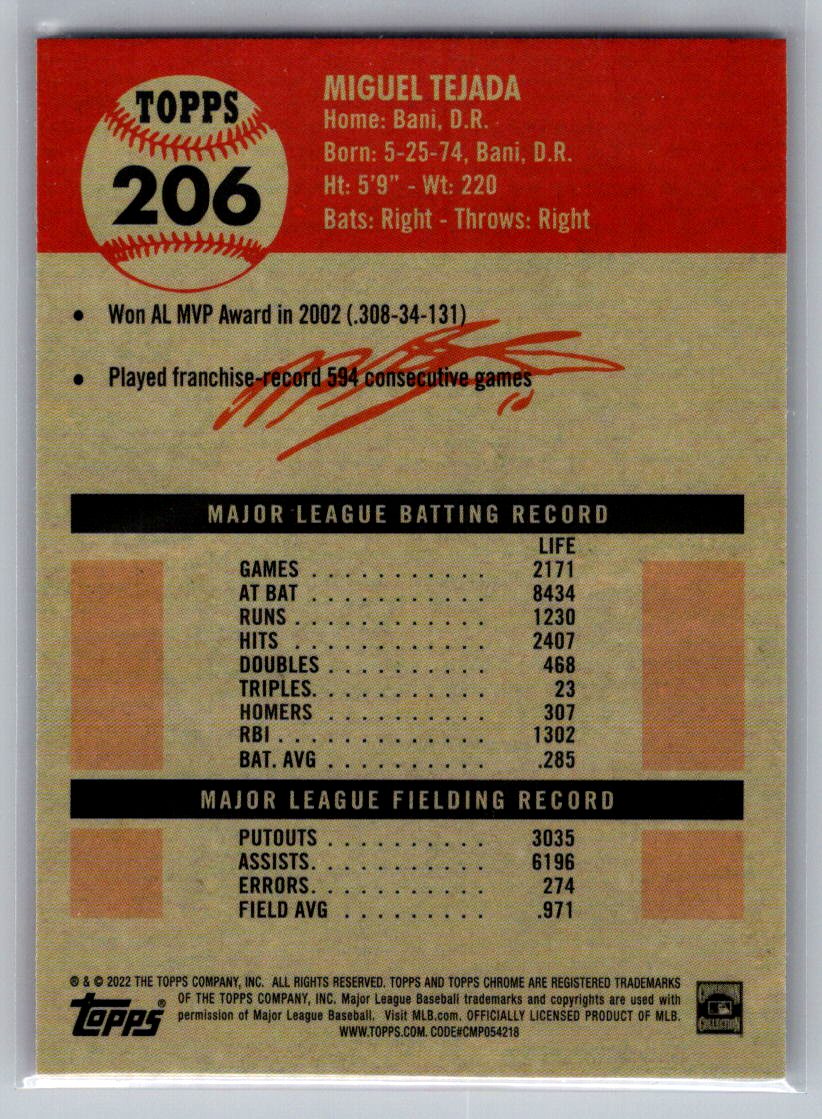 TOPPS
206
MIGUEL TEJADA
Home: Bani, D.R.
Born: 5-25-74, Bani, D.R.
Ht: 5'9" - Wt: 220
Bats: Right - Throws: Right
• Won AL MVP Award in 2002 (.308-34-131)
• Played franchise-record 594 consecutive games
MAJOR LEAGUE BATTING RECORD
LIFE
GAMES . . . . . . . . . . . 2171
AT BAT . . . . . . . . . . . 8434
RUNS . . . . . . . . . . . . 1230
HITS . . . . . . . . . . . . 2407
DOUBLES . . . . . . . . . . 468
TRIPLES. . . . . . . . . . . 23
HOMERS . . . . . . . . . . . 307
RBI . . . . . . . . . . . . . 1302
BAT. AVG . . . . . . . . . . .285
MAJOR LEAGUE FIELDING RECORD
PUTOUTS . . . . . . . . . . 3035
ASSISTS. . . . . . . . . . . 6196
ERRORS. . . . . . . . . . . 274
FIELD AVG . . . . . . . . . .971
® & © 2022 THE TOPPS COMPANY, INC. ALL RIGHTS RESERVED. TOPPS AND TOPPS CHROME ARE REGISTERED TRADEMARKS
OF THE TOPPS COMPANY, INC. Major League Baseball trademarks and copyrights are used with
permission of Major League Baseball. Visit MLB.com. OFFICIALLY LICENSED PRODUCT OF MLB.
WWW.TOPPS.COM. CODE#CMP054218
Topps®
COOPERSTOWN
COLLECTION